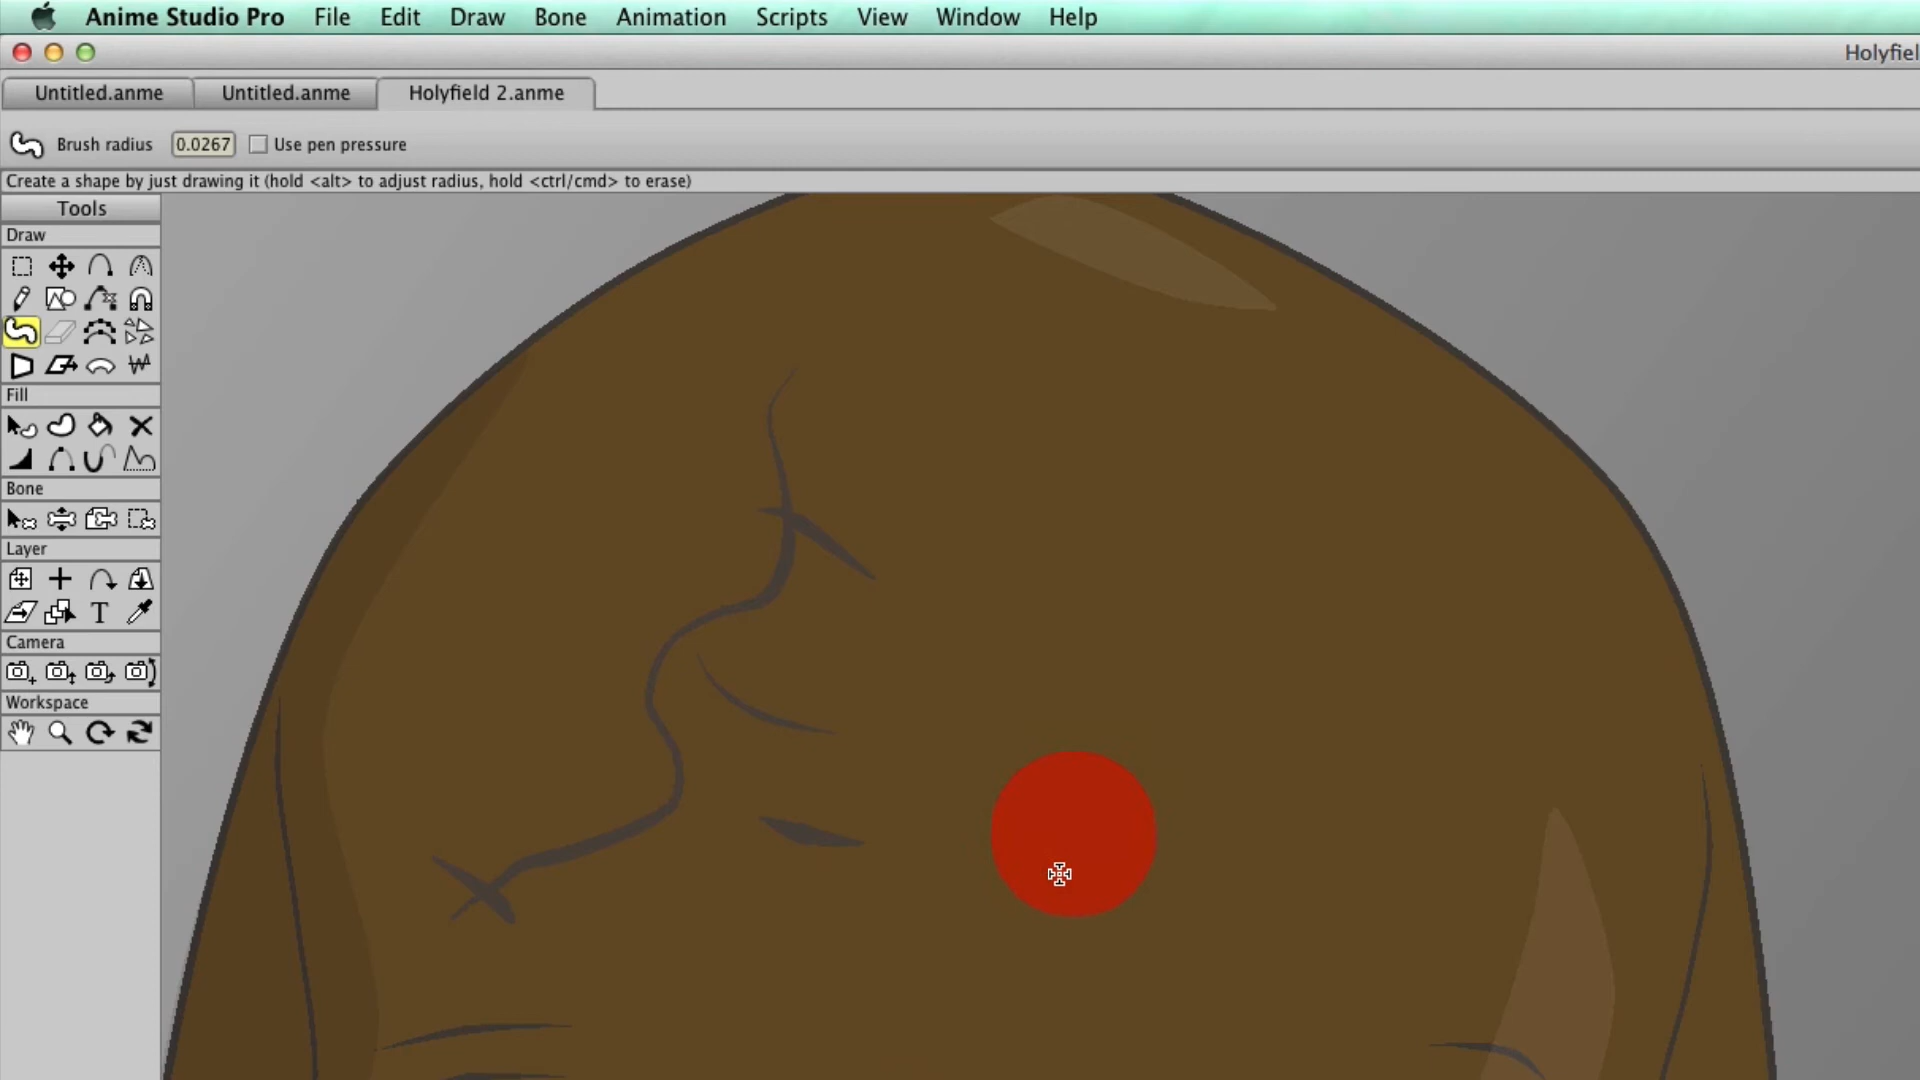 Anime Studio Pro File Edit Draw Bone Animation Scripts View Window Help
Holyfiel
Untitled.anme Untitled.anme Holyfield 2.anme
Brush radius 0.0267 Use pen pressure
Create a shape by just drawing it (hold <alt> to adjust radius, hold <ctrl/cmd> to erase)
Tools
Draw
Fill
Bone
Layer
T
Camera
Workspace